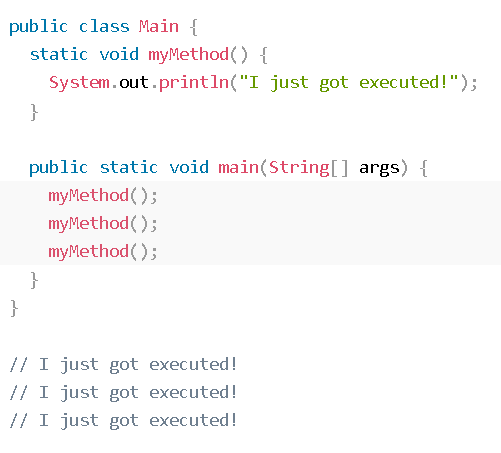 public class Main {
  static void myMethod() {
    System.out.println("I just got executed!");
  }

  public static void main(String[] args) {
    myMethod();
    myMethod();
    myMethod();
  }
}

// I just got executed!
// I just got executed!
// I just got executed!